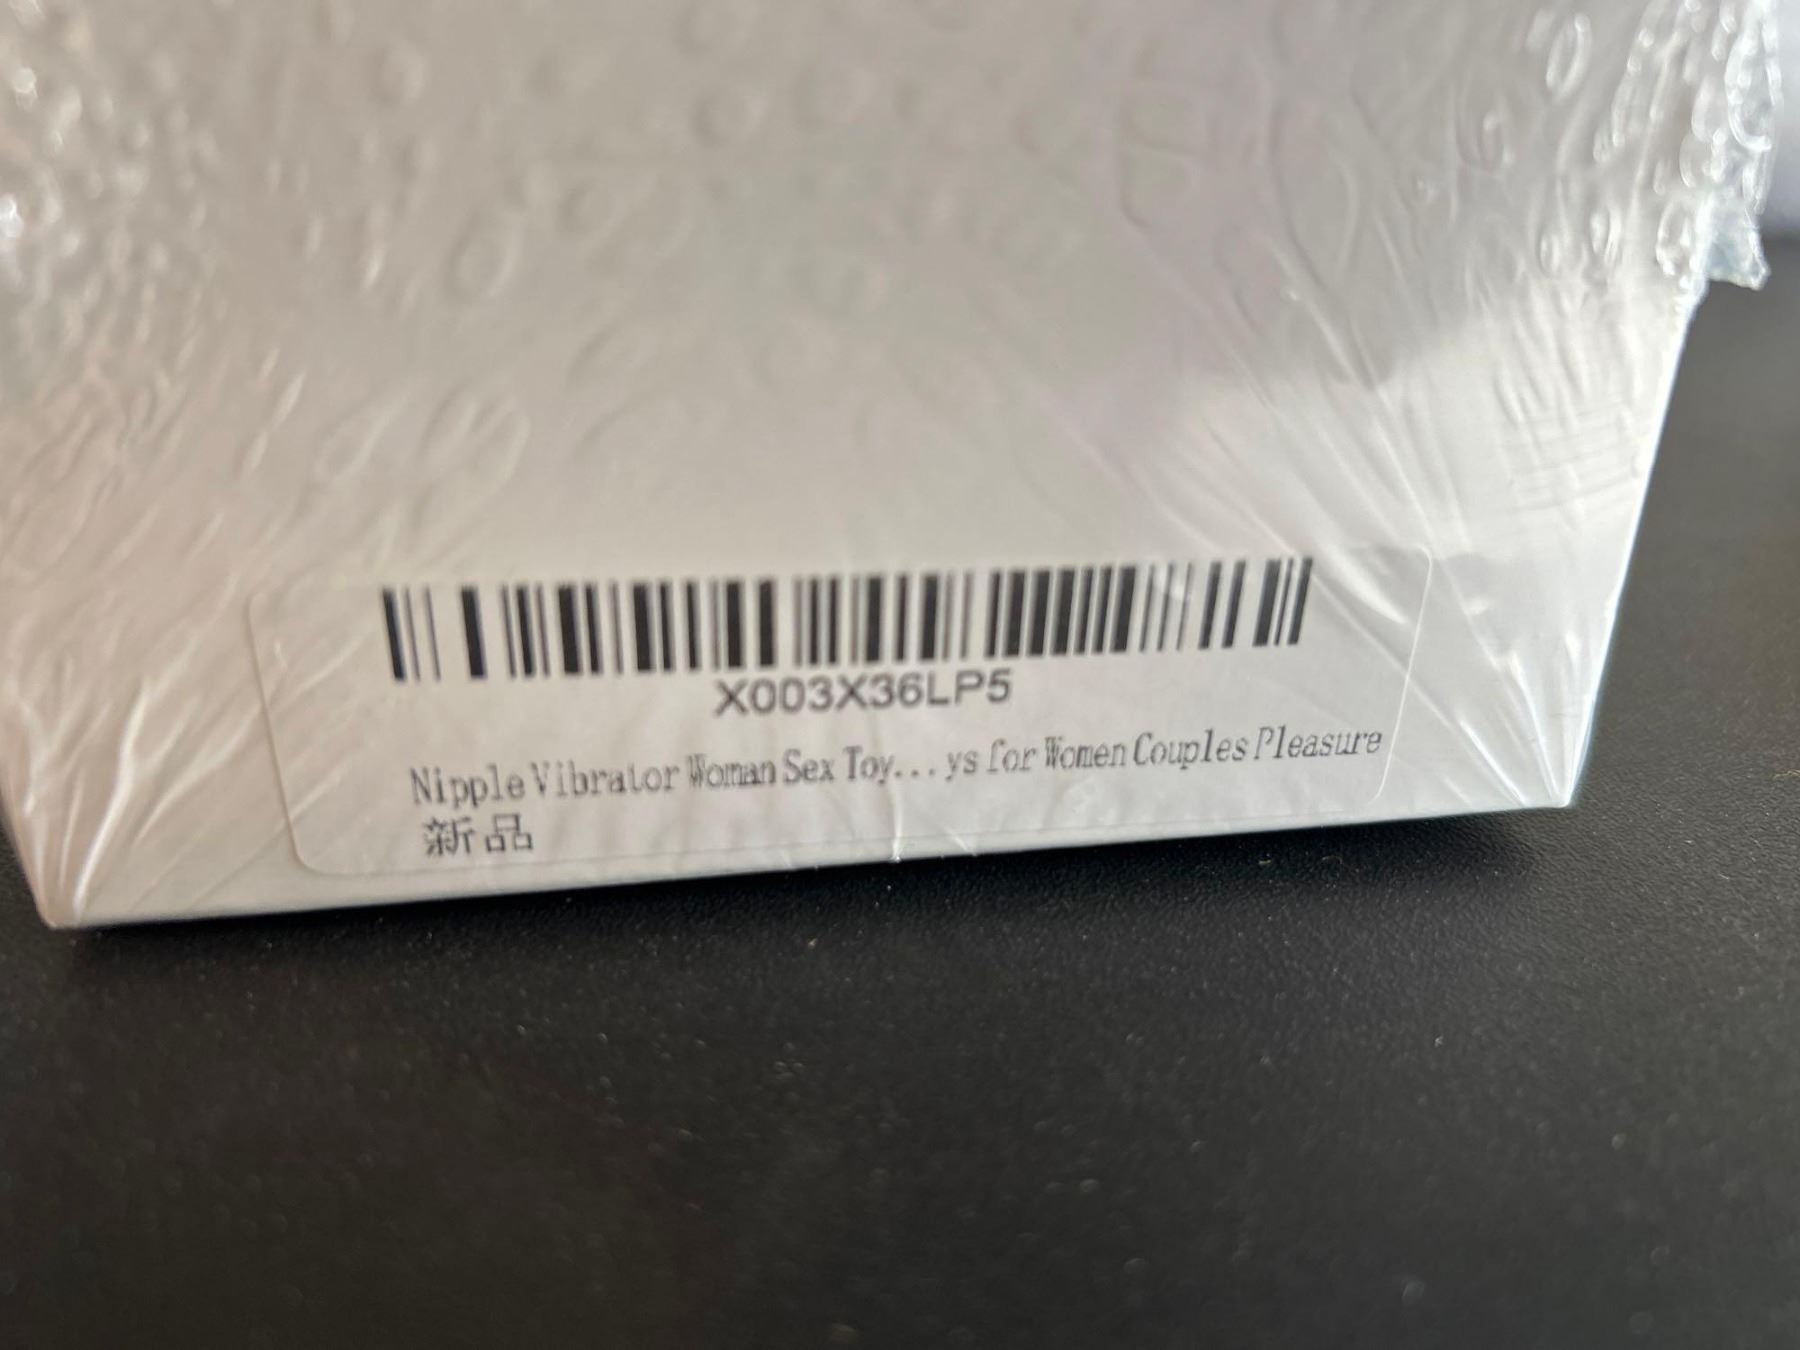 X003X36LP5
Nipple Vibrator Woman Sex Toy...ys for Women Couples Pleasure
新品